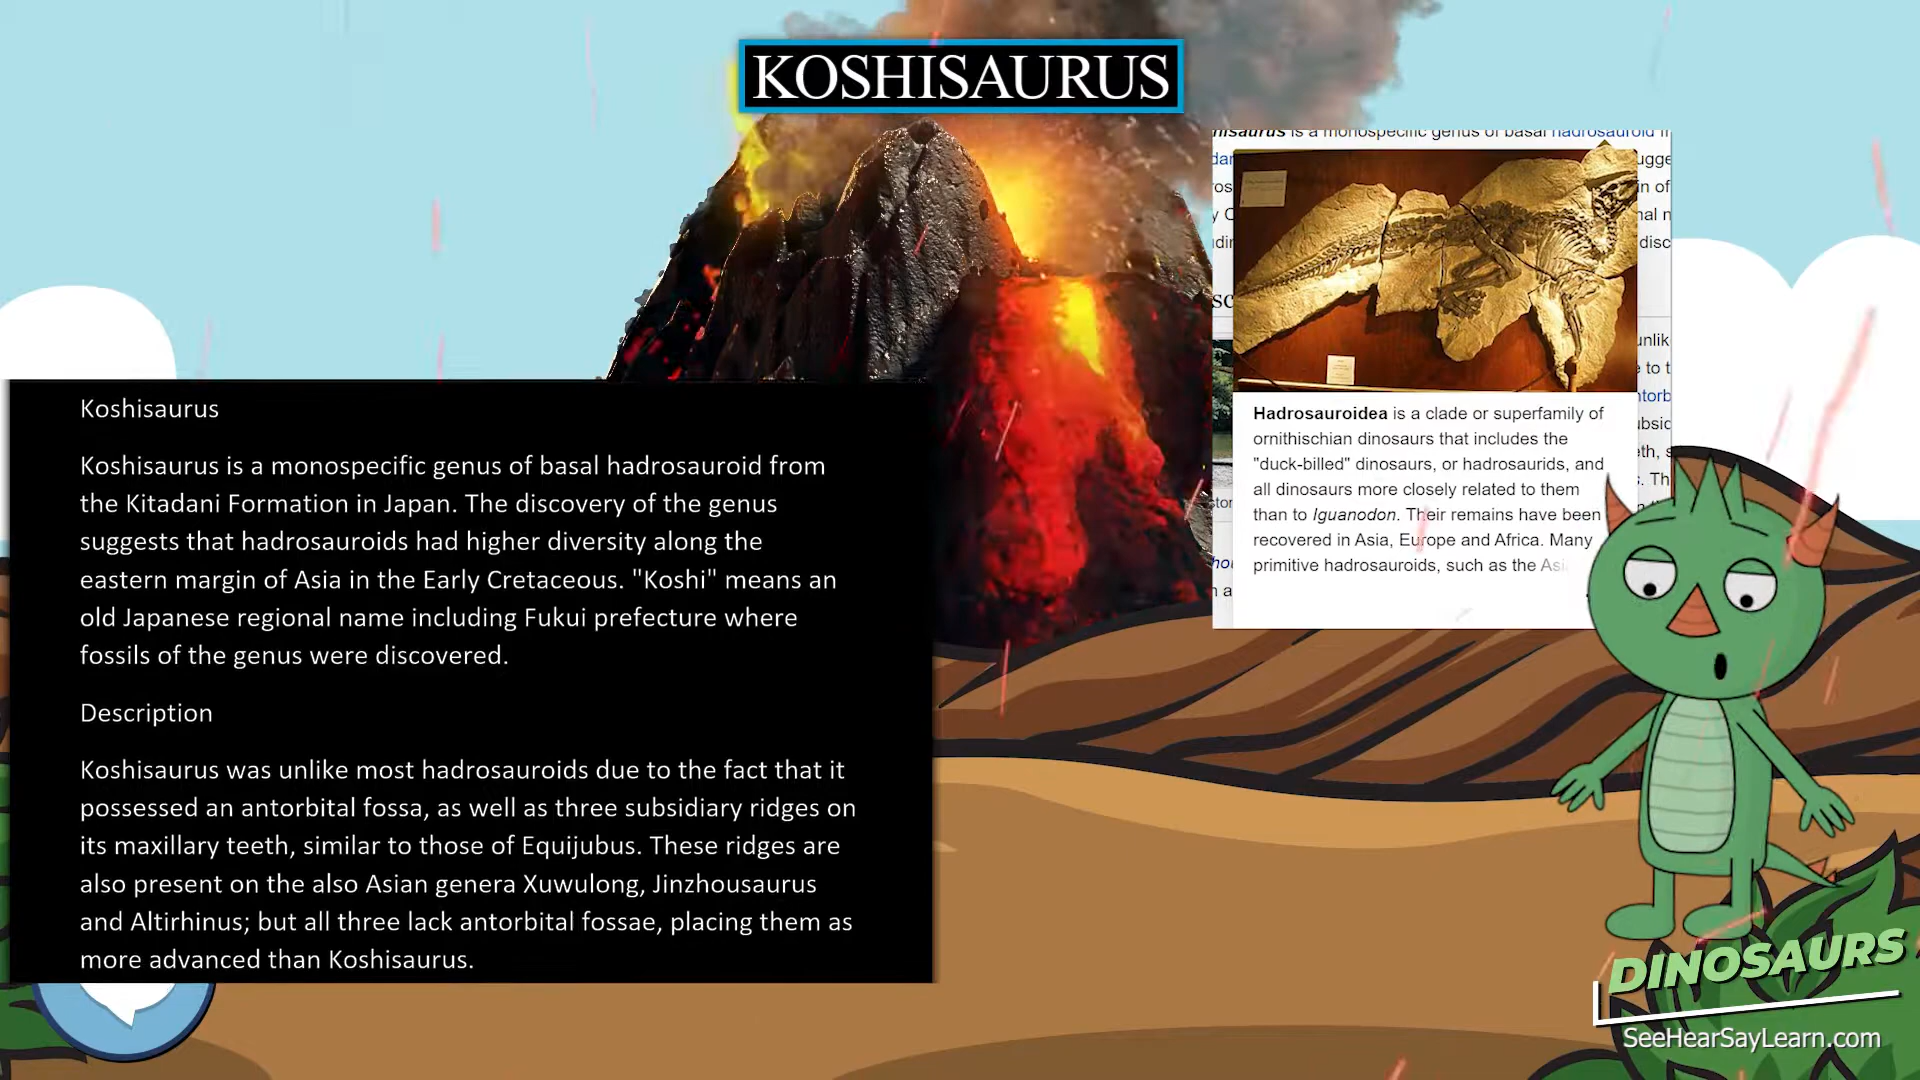 KOSHISAURUS
Koshisaurus
Koshisaurus is a monospecific genus of basal hadrosauroid from
the Kitadani Formation in Japan. The discovery of the genus
suggests that hadrosauroids had higher diversity along the
eastern margin of Asia in the Early Cretaceous. "Koshi" means an
old Japanese regional name including Fukui prefecture where
fossils of the genus were discovered.
Description
Koshisaurus was unlike most hadrosauroids due to the fact that it
possessed an antorbital fossa, as well as three subsidiary ridges on
its maxillary teeth, similar to those of Equijubus. These ridges are
also present on the also Asian genera Xuwulong, Jinzhousaurus
and Altirhinus; but all three lack antorbital fossae, placing them as
more advanced than Koshisaurus.
is a monospecific genus of basal hadrosauroid
Hadrosauroidea is a clade or superfamily of
ornithischian dinosaurs that includes the
"duck-billed" dinosaurs, or hadrosaurids, and
all dinosaurs more closely related to them
than to Iguanodon. Their remains have been
recovered in Asia, Europe and Africa. Many
primitive hadrosauroids, such as the Asi
DINOSAURS
SeeHearSayLearn.com